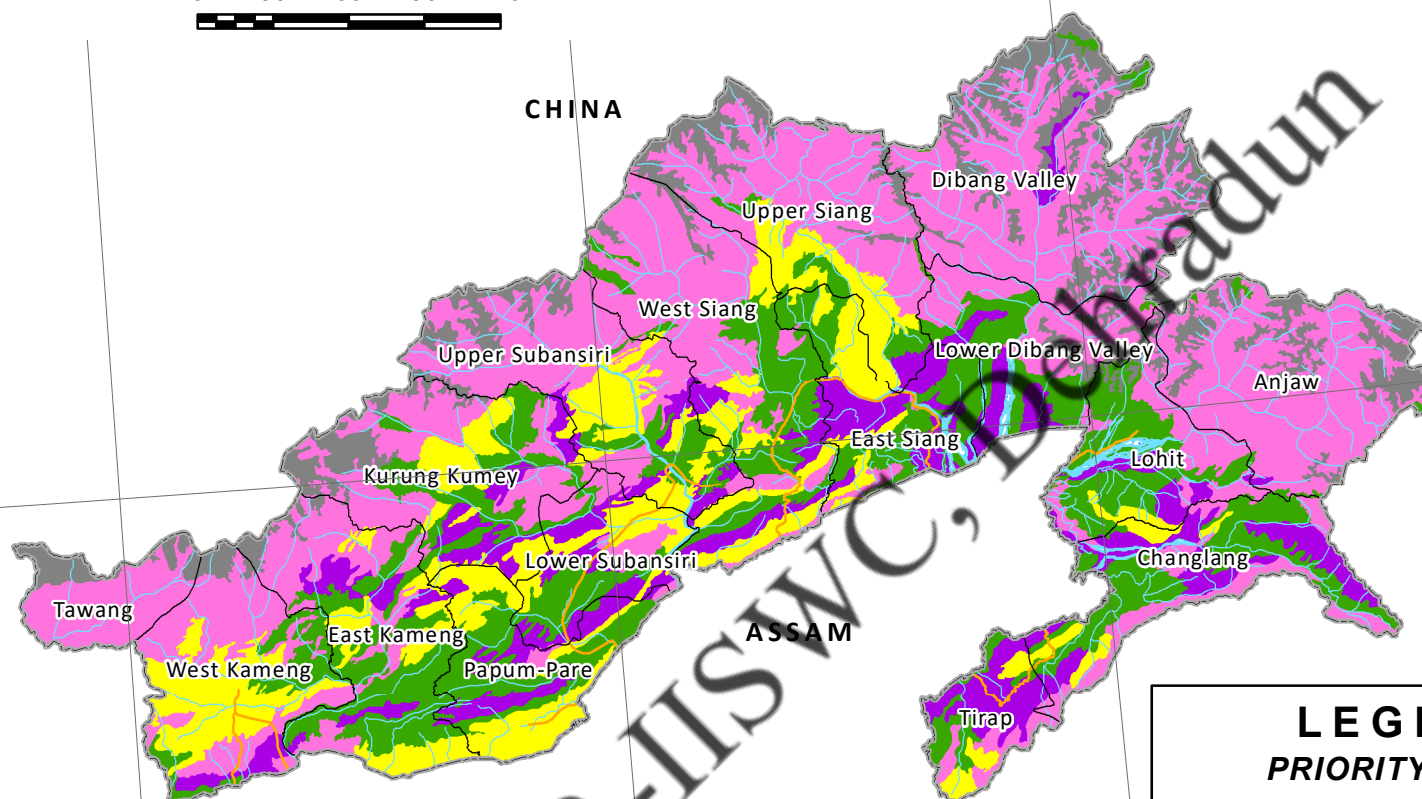 CHINA
Dibang Valley
Upper Siang
West Siang
Upper Subansiri
Lower Dibang Valley
Anjaw
East Siang
Lohit
Kurung Kumey
Changlang
Lower Subansiri
Tawang
East Kameng
ASSAM
West Kameng
Papum-Pare
Tirap
IISWC, Dehradun
LEGE
PRIORITY